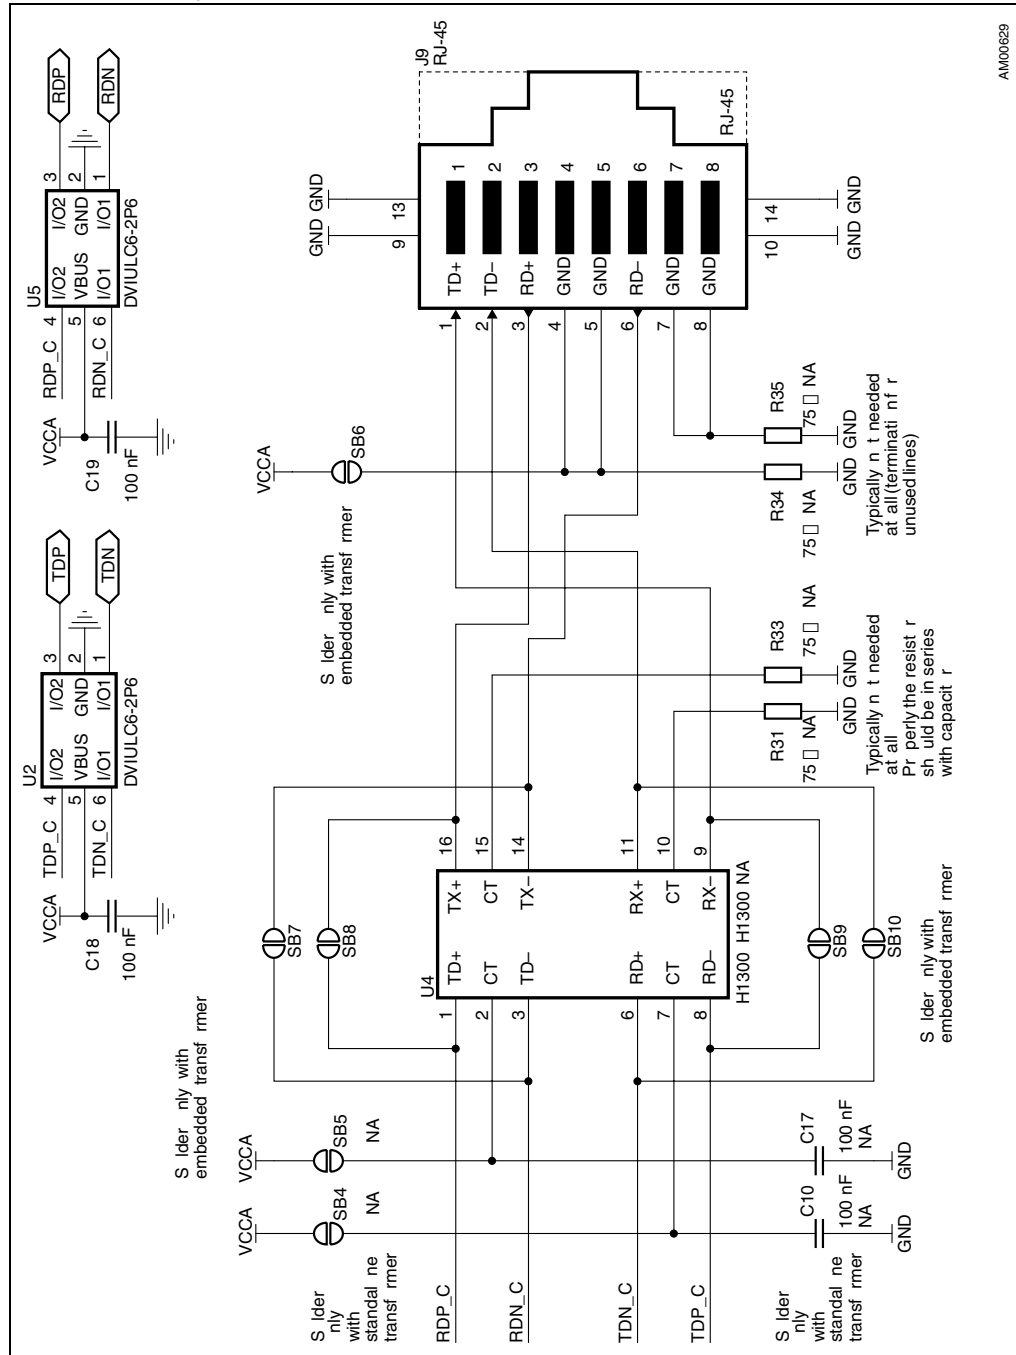 AM00629
U2
I/O2
VBUS
I/O1
I/O2
GND
I/O1
DVIULC6-2P6
TDP_C 4
5
TDN_C 6
3
2
1
TDP
TDN
VCCA
C18
100 nF
U5
I/O2
VBUS
I/O1
I/O2
GND
I/O1
DVIULC6-2P6
RDP_C 4
5
RDN_C 6
3
2
1
RDP
RDN
VCCA
C19
100 nF
S lder nly with
embedded transf rmer
VCCA
SB5
NA
VCCA
SB4
NA
S lder
nly
with
standal ne
transf rmer
SB7
SB8
VCCA
SB6
S lder nly with
embedded transf rmer
J9
RJ-45
RJ-45
GND GND
9
13
10
14
GND GND
TD+
TD–
RD+
GND
GND
RD–
GND
GND
1
2
3
4
5
6
7
8
1
2
3
4
5
6
7
8
U4
TD+
CT
TD–
RD+
CT
RD–
TX+
CT
TX–
RX+
CT
RX–
1
2
3
6
7
8
16
15
14
11
10
9
H1300 H1300 NA
RDP_C
RDN_C
TDN_C
TDP_C
C17
100 nF
NA
GND
C10
100 nF
NA
GND
S lder
nly
with
standal ne
transf rmer
SB9
SB10
S lder nly with
embedded transf rmer
R31
75 □ NA
R33
75 □ NA
GND GND
Typically n t needed
at all
Pr perly the resist r
sh uld be in series
with capacit r
R34
75 □ NA
R35
75 □ NA
GND GND
Typically n t needed
at all (terminati nf r
unused lines)